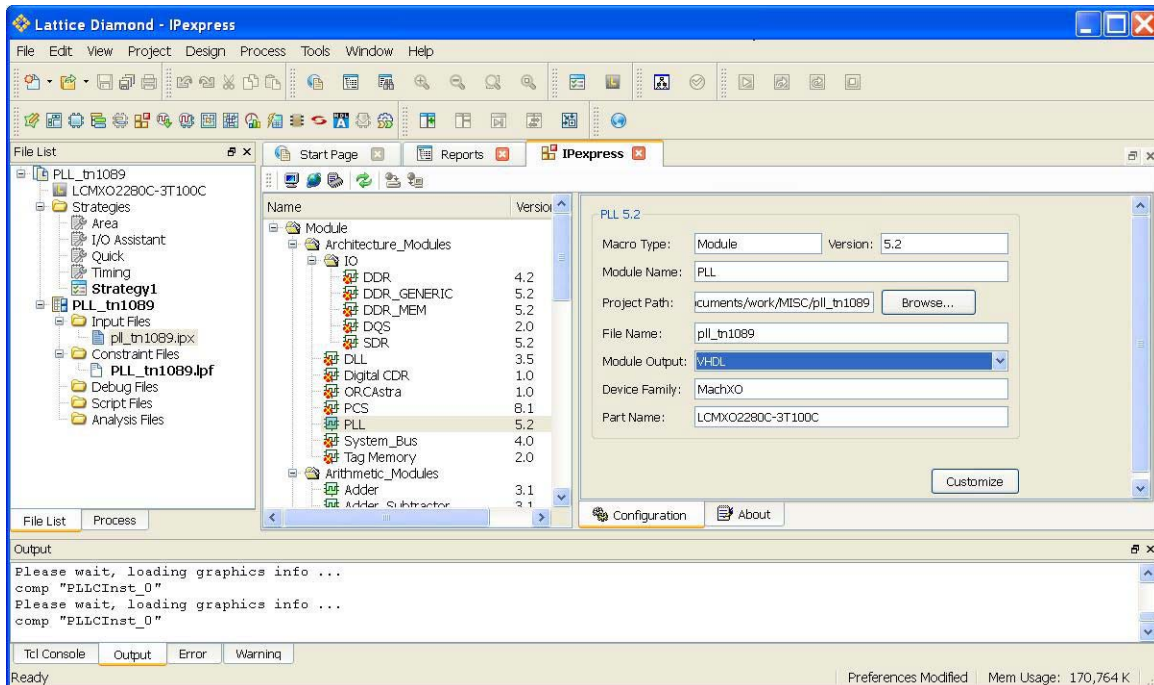 Lattice Diamond - IPexpress
File Edit View Project Design Process Tools Window Help
File List
PLL_tn1089
LCMXO2280C-3T100C
Strategies
Area
I/O Assistant
Quick
Timing
Strategy1
PLL_tn1089
Input Files
pll_tn1089.ipx
Constraint Files
PLL_tn1089.lpf
Debug Files
Script Files
Analysis Files
File List Process
Start Page Reports IPexpress
Name Version
Module
Architecture_Modules
IO
DDR 4.2
DDR_GENERIC 5.2
DDR_MEM 5.2
DQS 2.0
SDR 5.2
DLL 3.5
Digital CDR 1.0
ORCAstra 1.0
PCS 8.1
PLL 5.2
System_Bus 4.0
Tag Memory 2.0
Arithmetic_Modules
Adder 3.1
Adder_Subtractor 3.1
PLL 5.2
Macro Type: Module Version: 5.2
Module Name: PLL
Project Path: cuments/work/MISC/pll_tn1089 Browse...
File Name: pll_tn1089
Module Output: VHDL
Device Family: MachXO
Part Name: LCMXO2280C-3T100C
Customize
Configuration About
Output
Please wait, loading graphics info ...
comp "PLLCInst_0"
Please wait, loading graphics info ...
comp "PLLCInst_0"
Tcl Console Output Error Warning
Ready Preferences Modified Mem Usage: 170,764 K